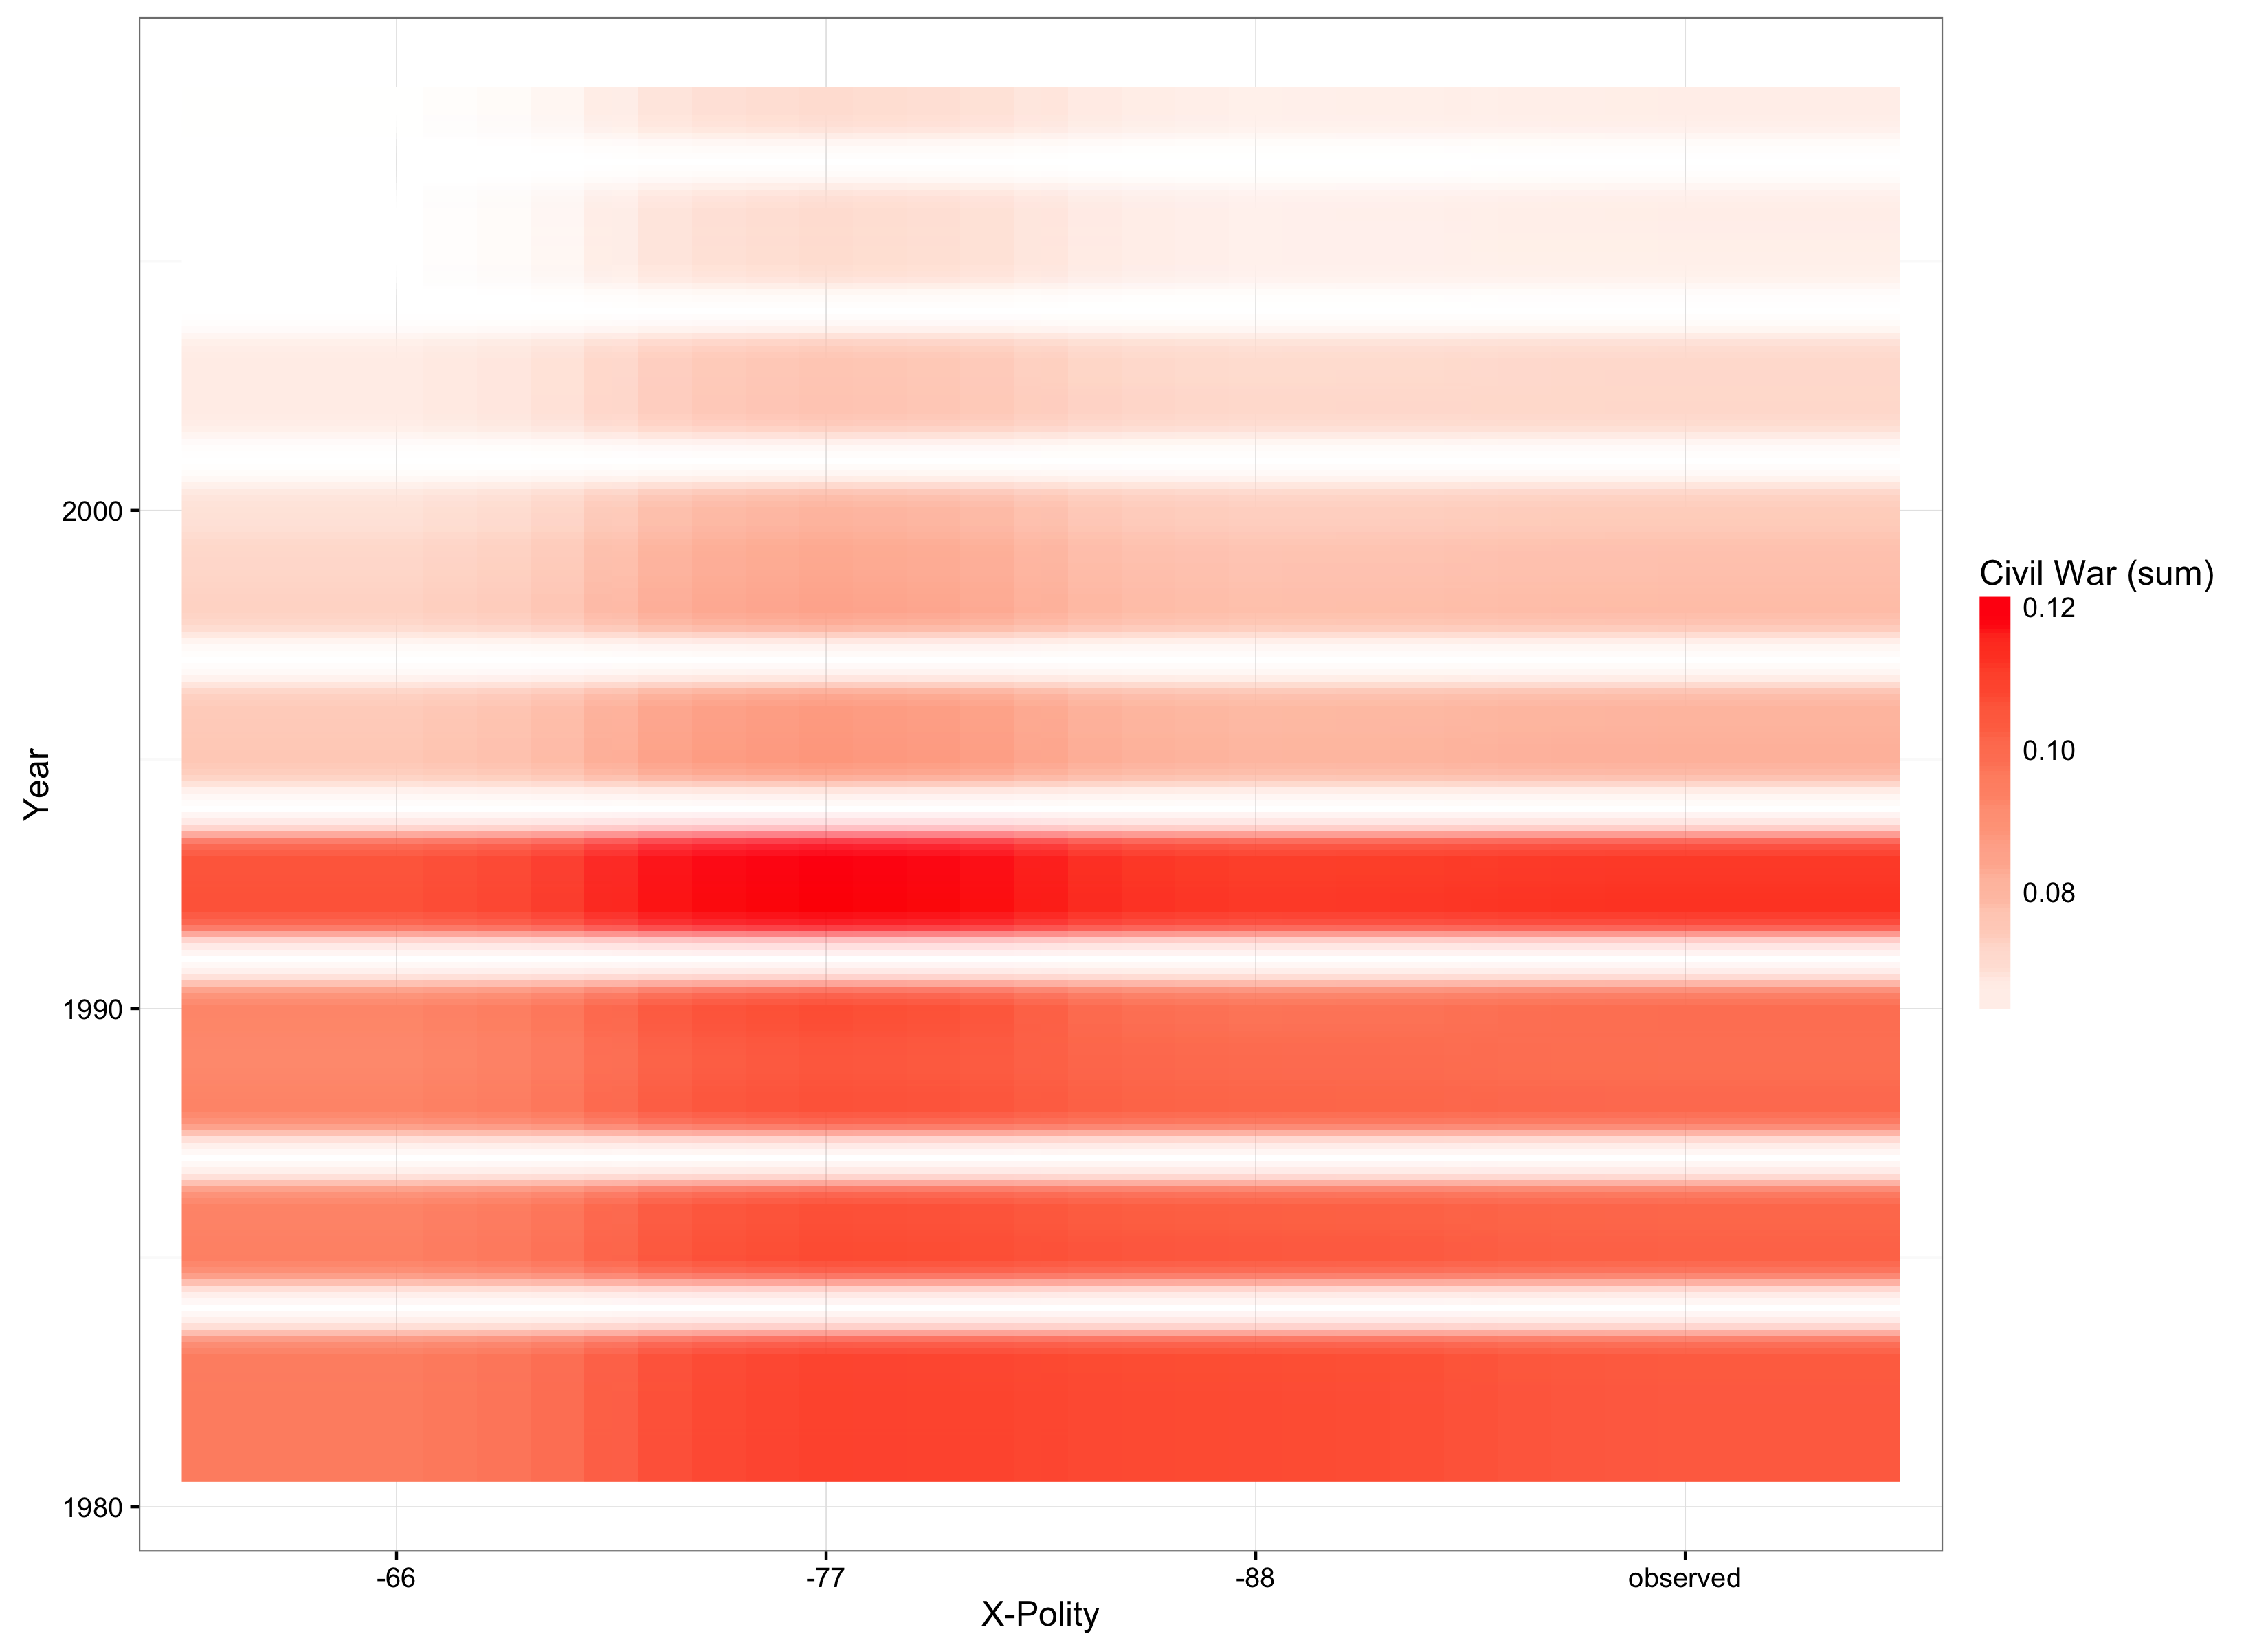 2000
1990
1980
Year
-66
-77
-88
observed
X-Polity
Civil War (sum)
0.12
0.10
0.08